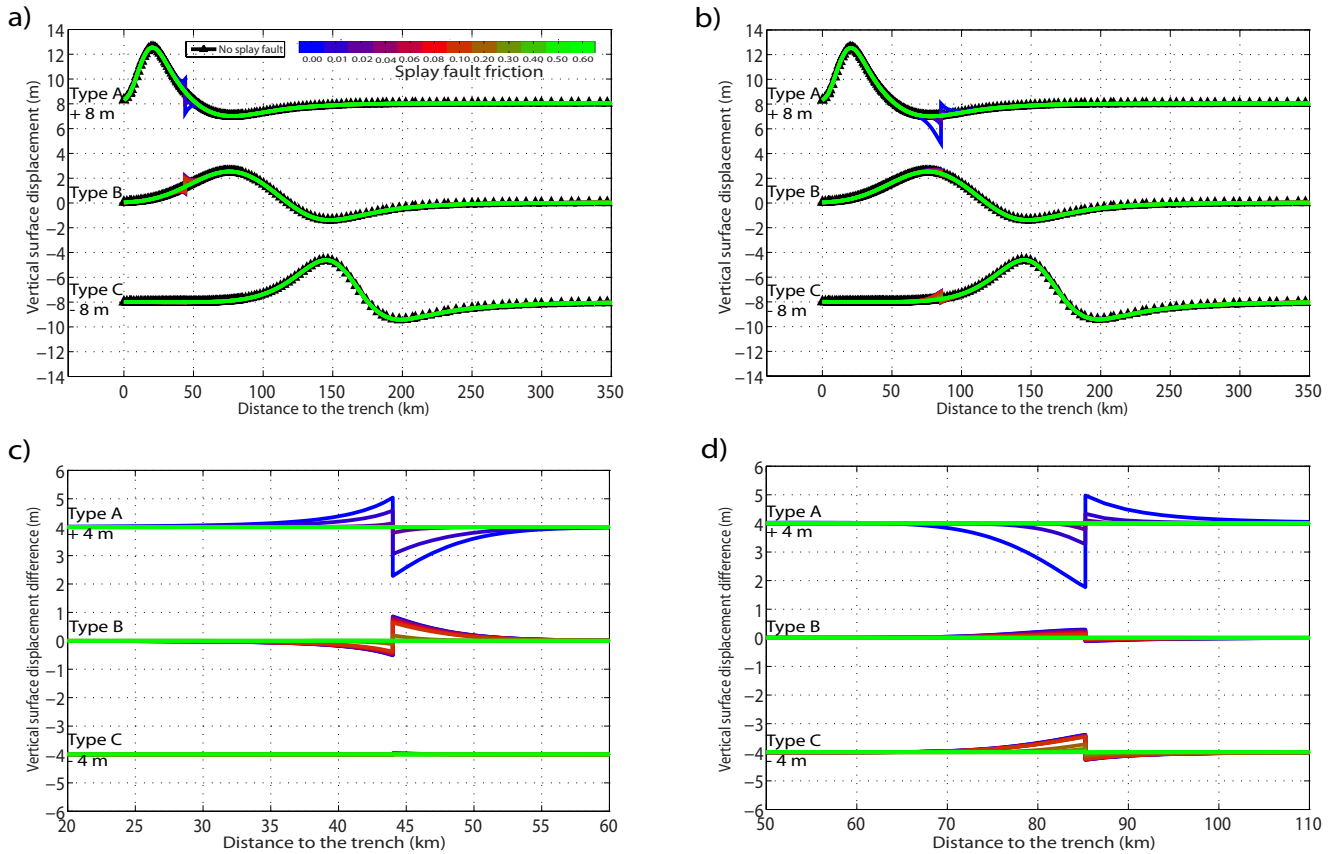 a)
14
12
10
8
6
4
2
0
−2
−4
−6
−8
−10
−12
−14
Vertical surface displacement (m)
No splay fault
0.00 0.01 0.02 0.04 0.06 0.08 0.10 0.20 0.30 0.40 0.50 0.60
Splay fault friction
Type A
+ 8 m
Type B
Type C
- 8 m
0 50 100 150 200 250 300 350
Distance to the trench (km)
b)
14
12
10
8
6
4
2
0
−2
−4
−6
−8
−10
−12
−14
Vertical surface displacement (m)
Type A
+ 8 m
Type B
Type C
- 8 m
0 50 100 150 200 250 300 350
Distance to the trench (km)
c)
6
5
4
3
2
1
0
−1
−2
−3
−4
−5
−6
Vertical surface displacement difference (m)
Type A
+ 4 m
Type B
Type C
- 4 m
20 25 30 35 40 45 50 55 60
Distance to the trench (km)
d)
6
5
4
3
2
1
0
−1
−2
−3
−4
−5
−6
Vertical surface displacement difference (m)
Type A
+ 4 m
Type B
Type C
- 4 m
50 60 70 80 90 100 110
Distance to the trench (km)